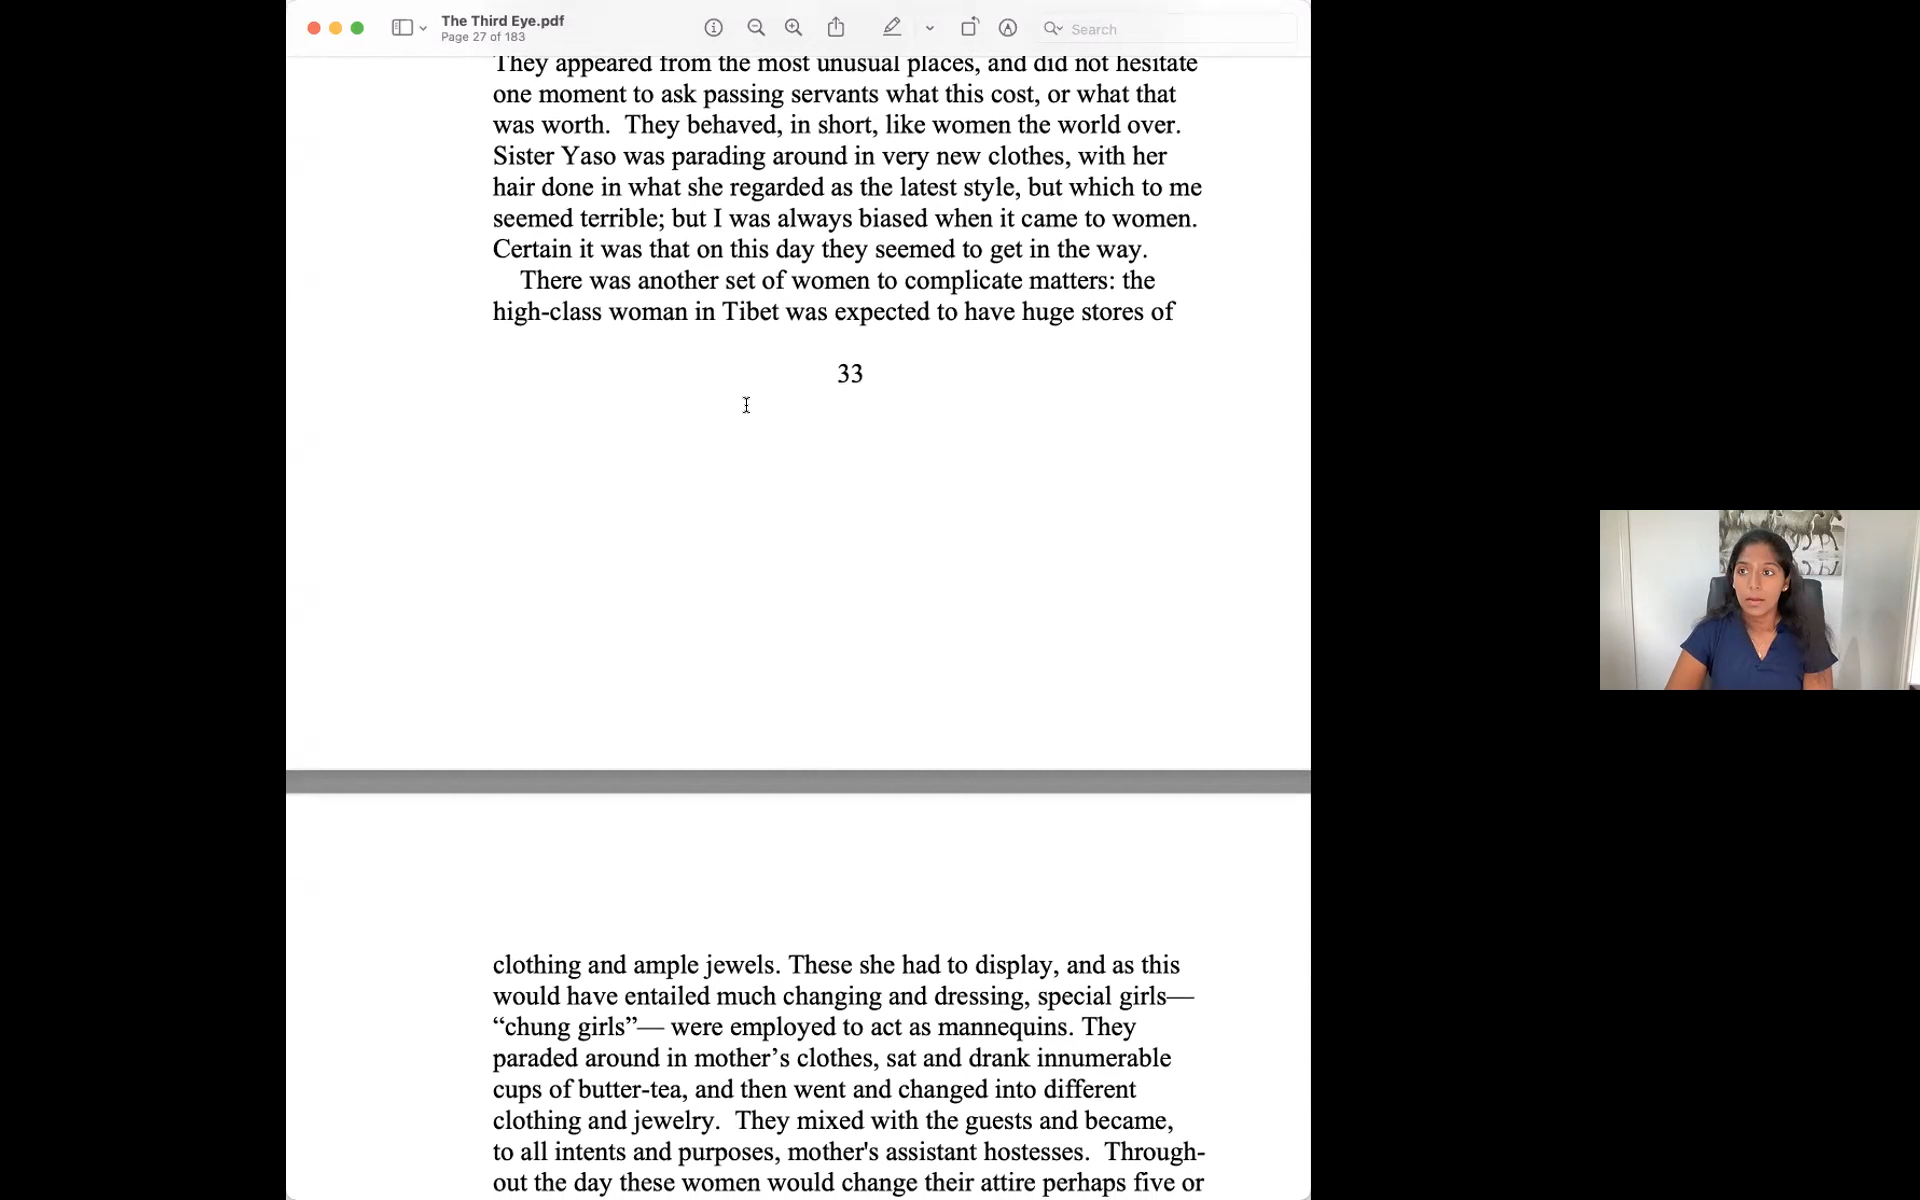 The Third Eye.pdf
Page 27 of 183
Search
They appeared from the most unusual places, and did not hesitate
one moment to ask passing servants what this cost, or what that
was worth.  They behaved, in short, like women the world over.
Sister Yaso was parading around in very new clothes, with her
hair done in what she regarded as the latest style, but which to me
seemed terrible; but I was always biased when it came to women.
Certain it was that on this day they seemed to get in the way.
There was another set of women to complicate matters: the
high-class woman in Tibet was expected to have huge stores of
33
clothing and ample jewels. These she had to display, and as this
would have entailed much changing and dressing, special girls—
“chung girls”— were employed to act as mannequins. They
paraded around in mother’s clothes, sat and drank innumerable
cups of butter-tea, and then went and changed into different
clothing and jewelry.  They mixed with the guests and became,
to all intents and purposes, mother's assistant hostesses.  Through-
out the day these women would change their attire perhaps five or